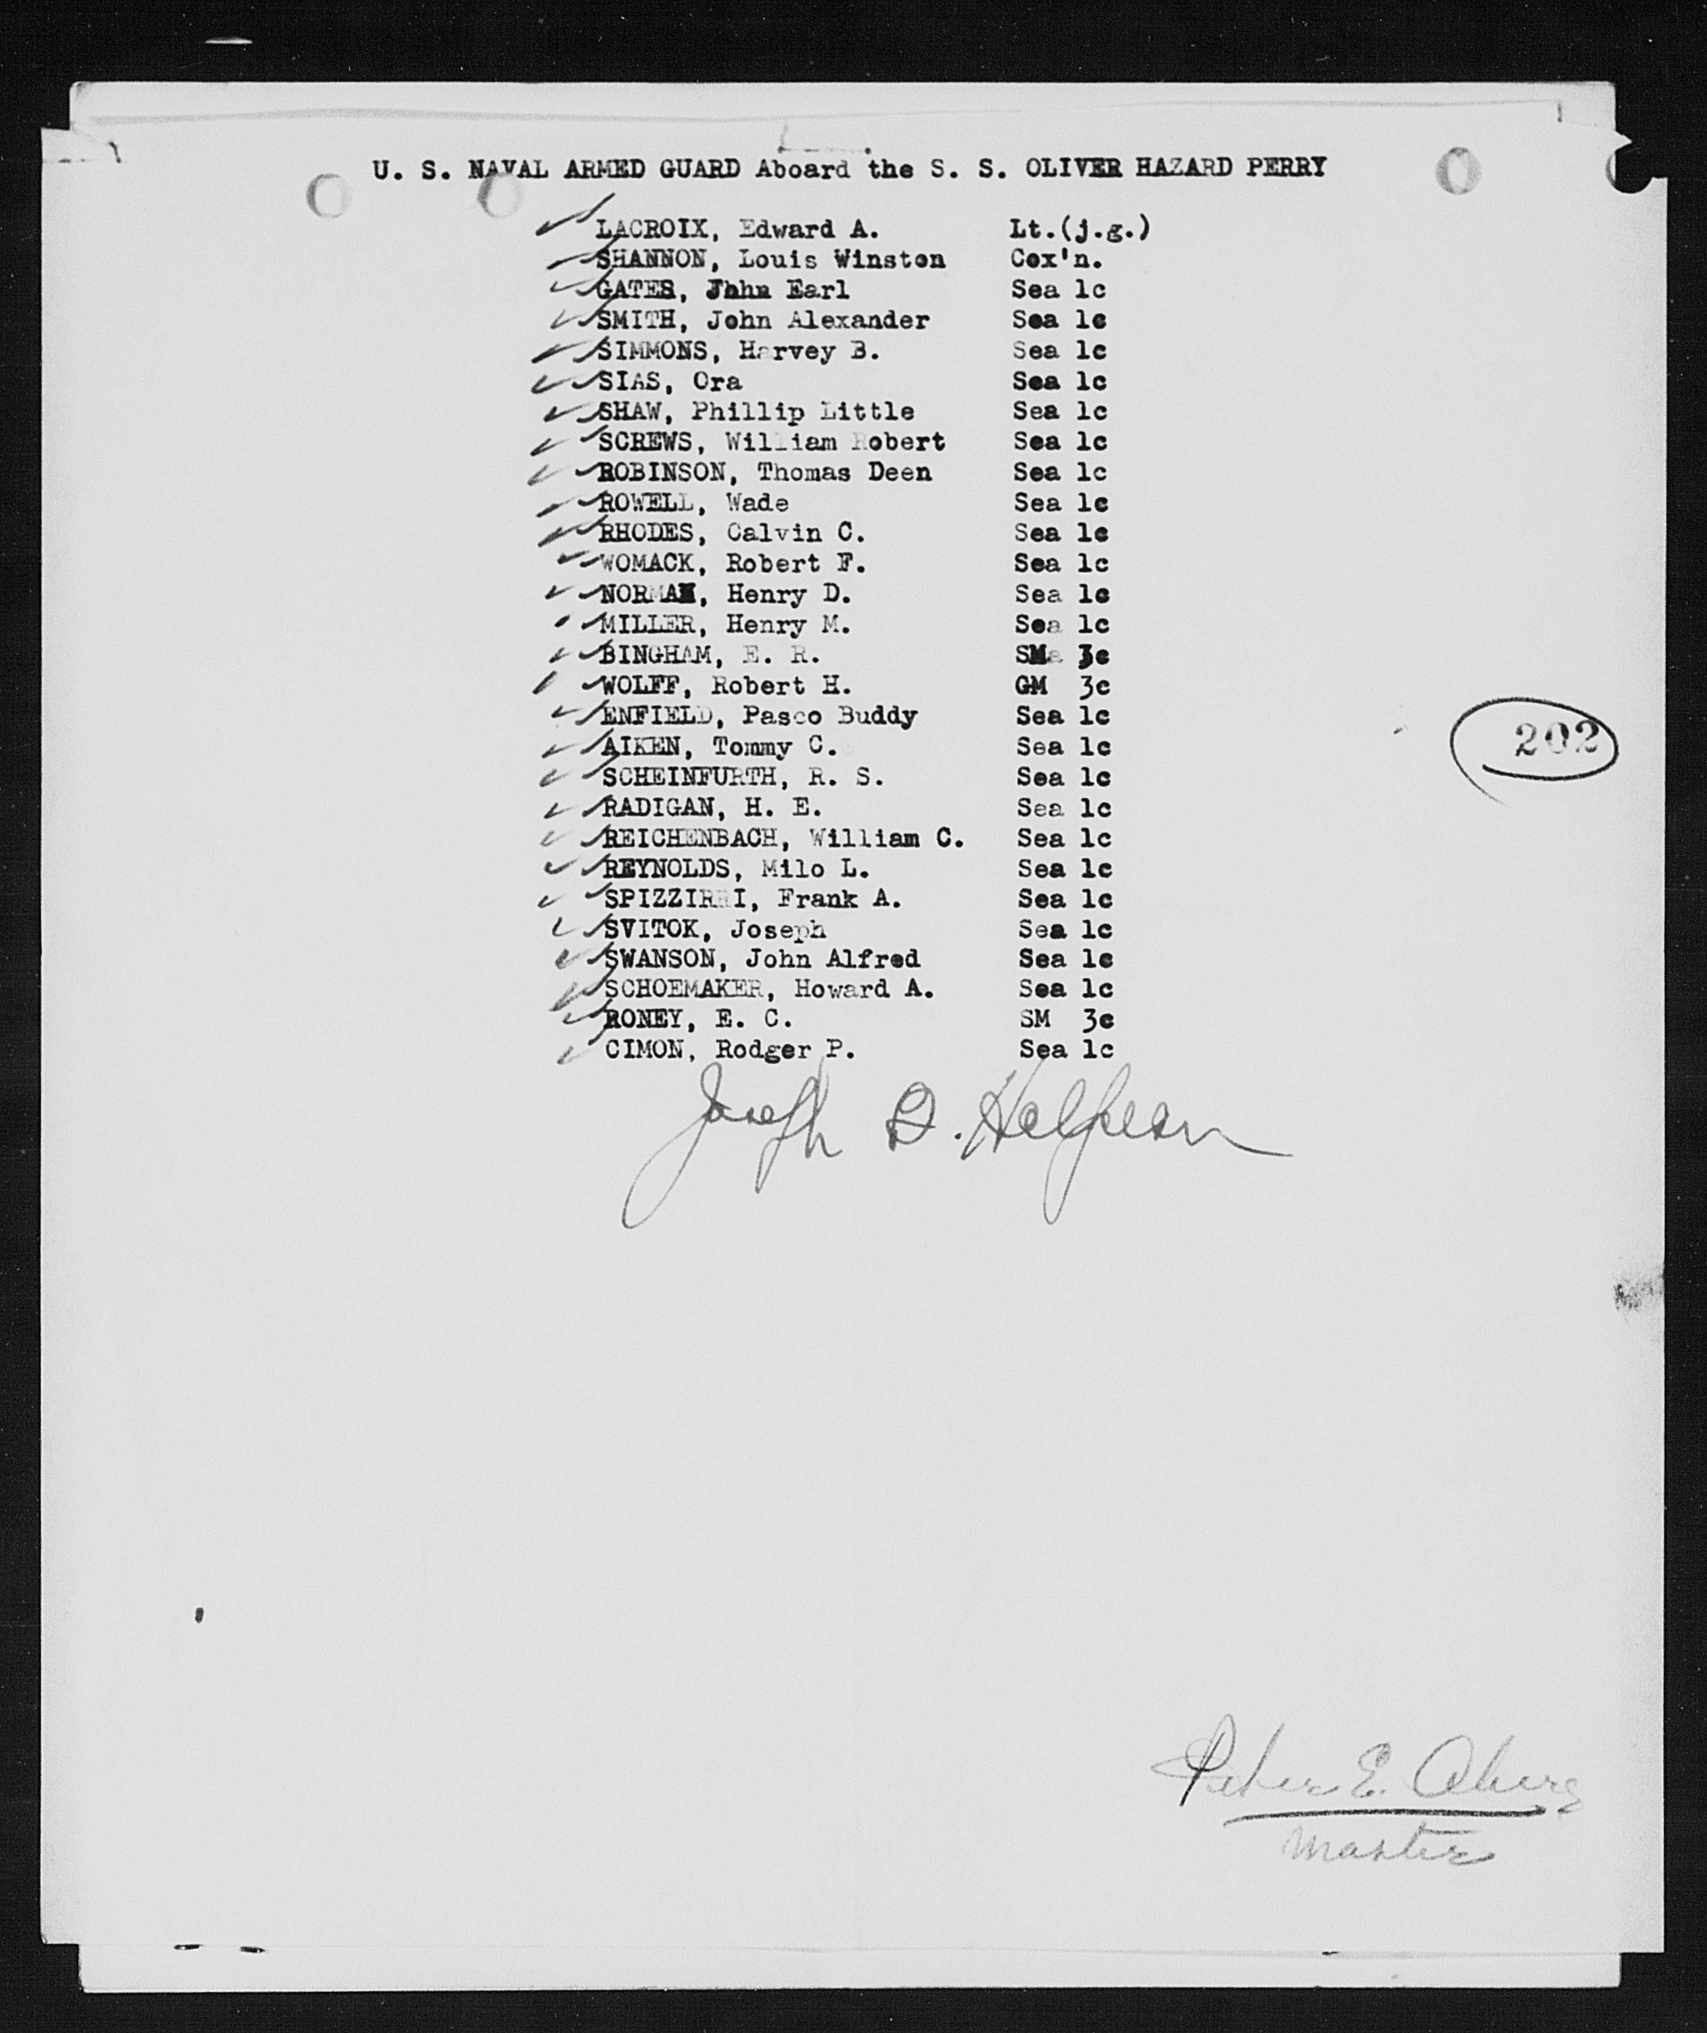 U. S. NAVAL ARMED GUARD Aboard the S. S. OLIVER HAZARD PERRY
LACROIX, Edward A. Lt.(j.g.)
SHANNON, Louis Winston Cox'n.
GATES, John Earl Sea 1c
SMITH, John Alexander Sea 1c
SIMMONS, Harvey B. Sea 1c
SIAS, Ora Sea 1c
SHAW, Phillip Little Sea 1c
SCREWS, William Robert Sea 1c
ROBINSON, Thomas Deen Sea 1c
ROWELL, Wade Sea 1c
RHODES, Calvin C. Sea 1c
WOMACK, Robert F. Sea 1c
NORMAN, Henry D. Sea 1c
MILLER, Henry M. Sea 1c
BINGHAM, E. R. SM 3c
WOLFF, Robert H. GM 3c
ENFIELD, Pasco Buddy Sea 1c
AIKEN, Tommy C. Sea 1c
SCHEINFURTH, R. S. Sea 1c
RADIGAN, H. E. Sea 1c
REICHENBACH, William C. Sea 1c
REYNOLDS, Milo L. Sea 1c
SPIZZIRRI, Frank A. Sea 1c
SVITOK, Joseph Sea 1c
SWANSON, John Alfred Sea 1c
SCHOEMAKER, Howard A. Sea 1c
RONEY, E. C. SM 3c
CIMON, Rodger P. Sea 1c
202
Joseph D. Halpern
Peter E. Oberg
Master